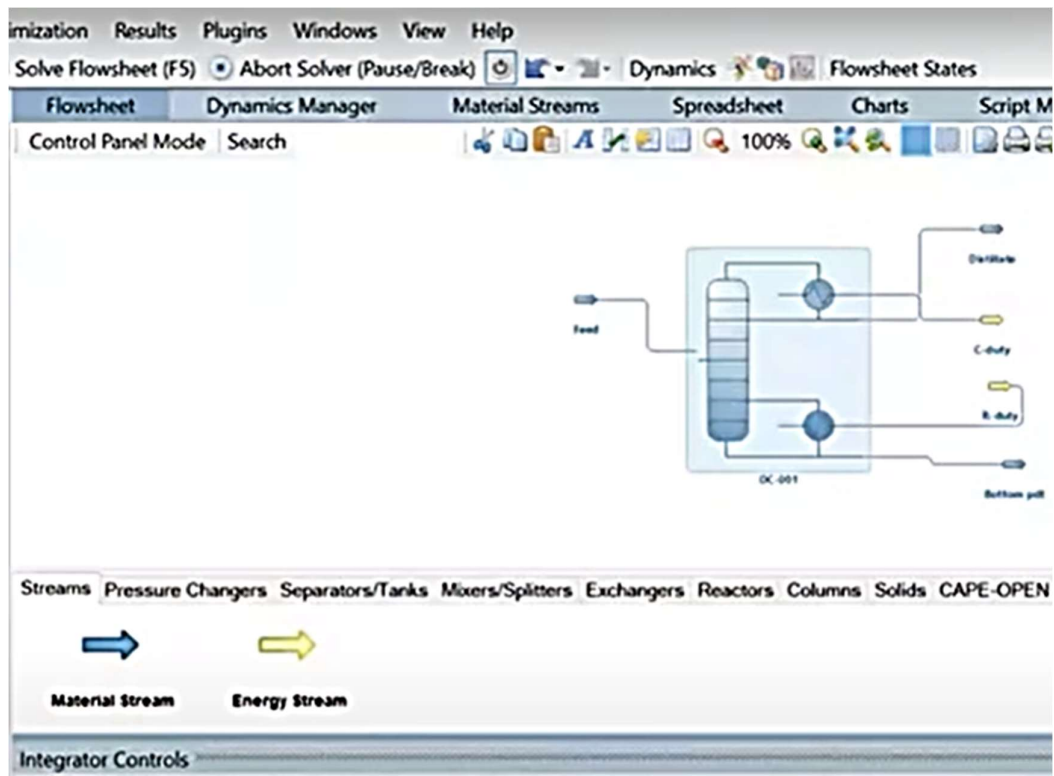 imization Results Plugins Windows View Help
Solve Flowsheet (F5) Abort Solver (Pause/Break) Dynamics Flowsheet States
Flowsheet Dynamics Manager Material Streams Spreadsheet Charts Script M
Control Panel Mode Search 100%
Distillate
Feed
C-duty
R-duty
DC-001
Bottom pdt
Streams Pressure Changers Separators/Tanks Mixers/Splitters Exchangers Reactors Columns Solids CAPE-OPEN
Material Stream Energy Stream
Integrator Controls